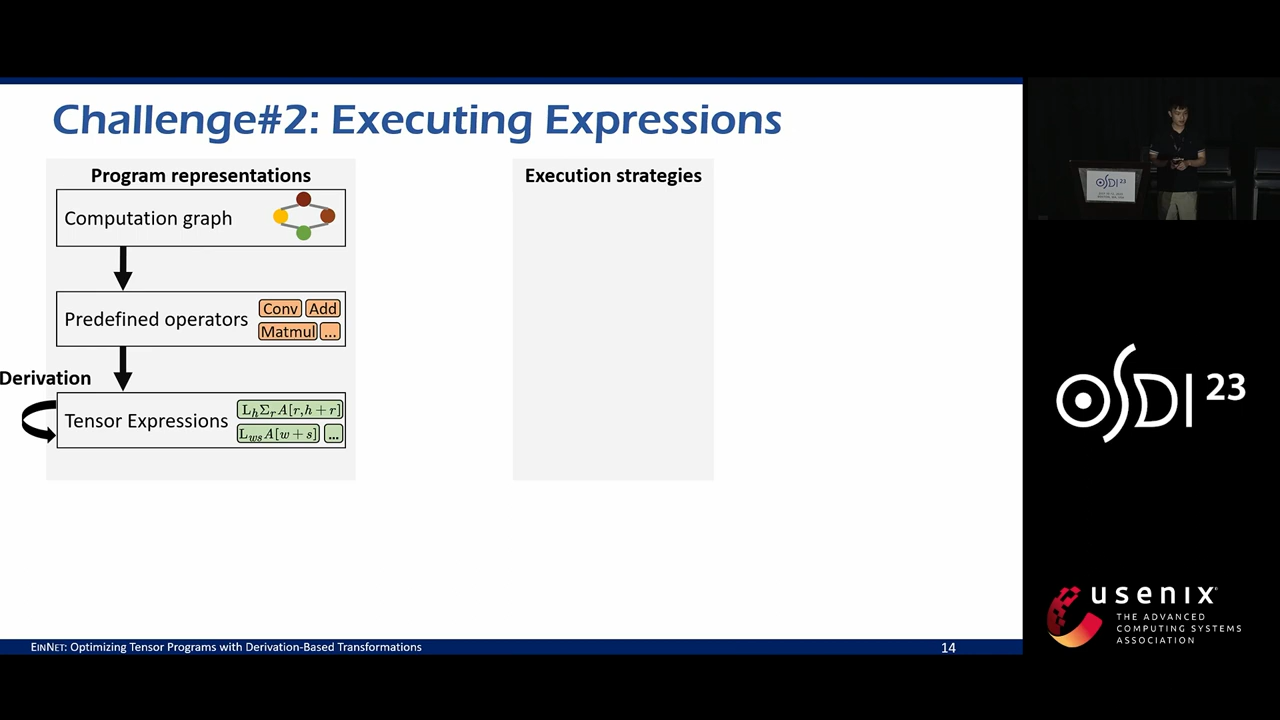 Challenge#2: Executing Expressions
Program representations
Computation graph
Predefined operators
Conv
Add
Matmul
...
Derivation
Tensor Expressions
L_h Σ_r A[r, h + r]
L_ws A[w + s]
...
Execution strategies
EINNET: Optimizing Tensor Programs with Derivation-Based Transformations
14
OSDI 23
OSDI 23
usenix
THE ADVANCED
COMPUTING SYSTEMS
ASSOCIATION